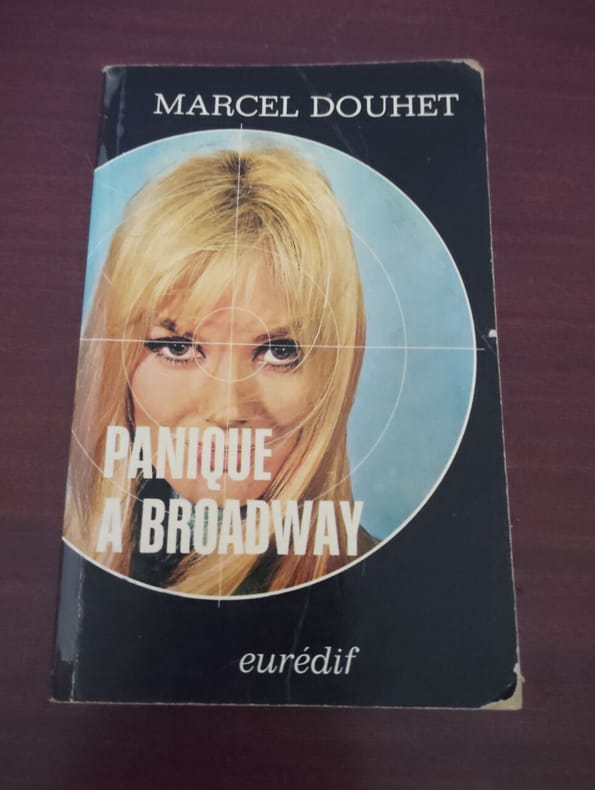 MARCEL DOUHET
PANIQUE
A BROADWAY
eurédif